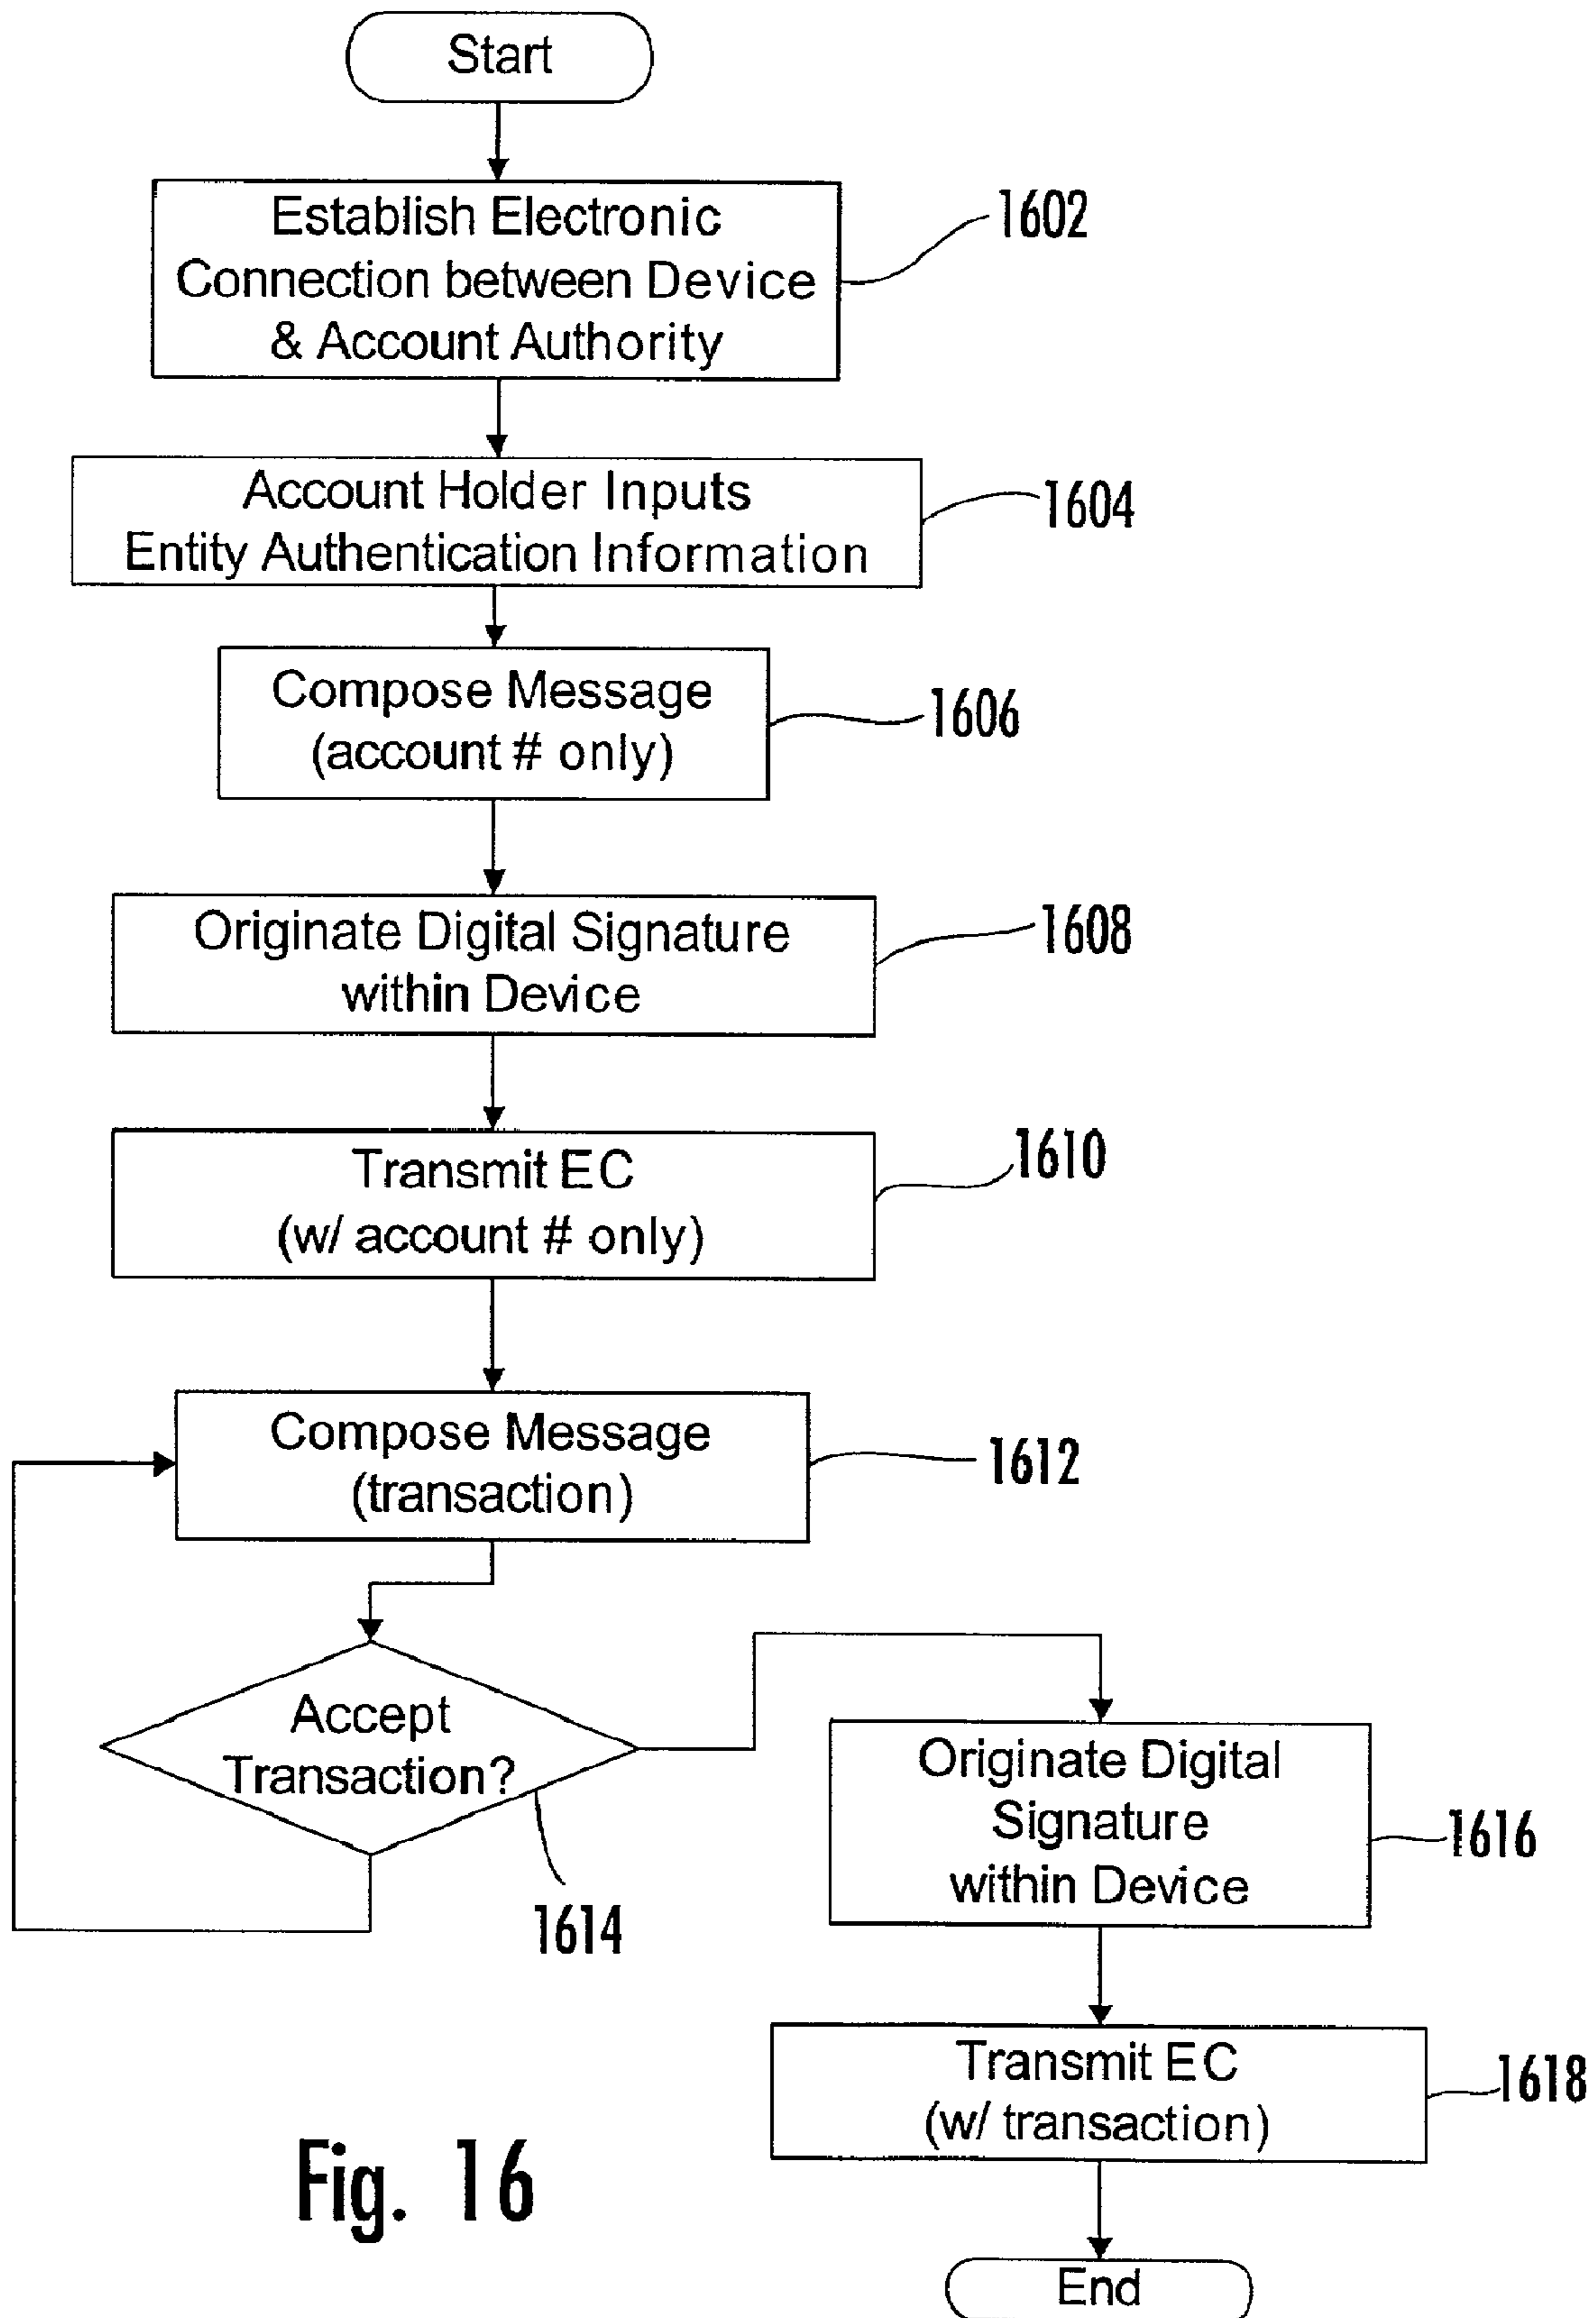 Start
Establish Electronic
Connection between Device
& Account Authority
1602
Account Holder Inputs
Entity Authentication Information
1604
Compose Message
(account # only)
1606
Originate Digital Signature
within Device
1608
Transmit EC
(w/ account # only)
1610
Compose Message
(transaction)
1612
Accept
Transaction?
1614
Originate Digital
Signature
within Device
1616
Transmit EC
(w/ transaction)
1618
End
Fig. 16